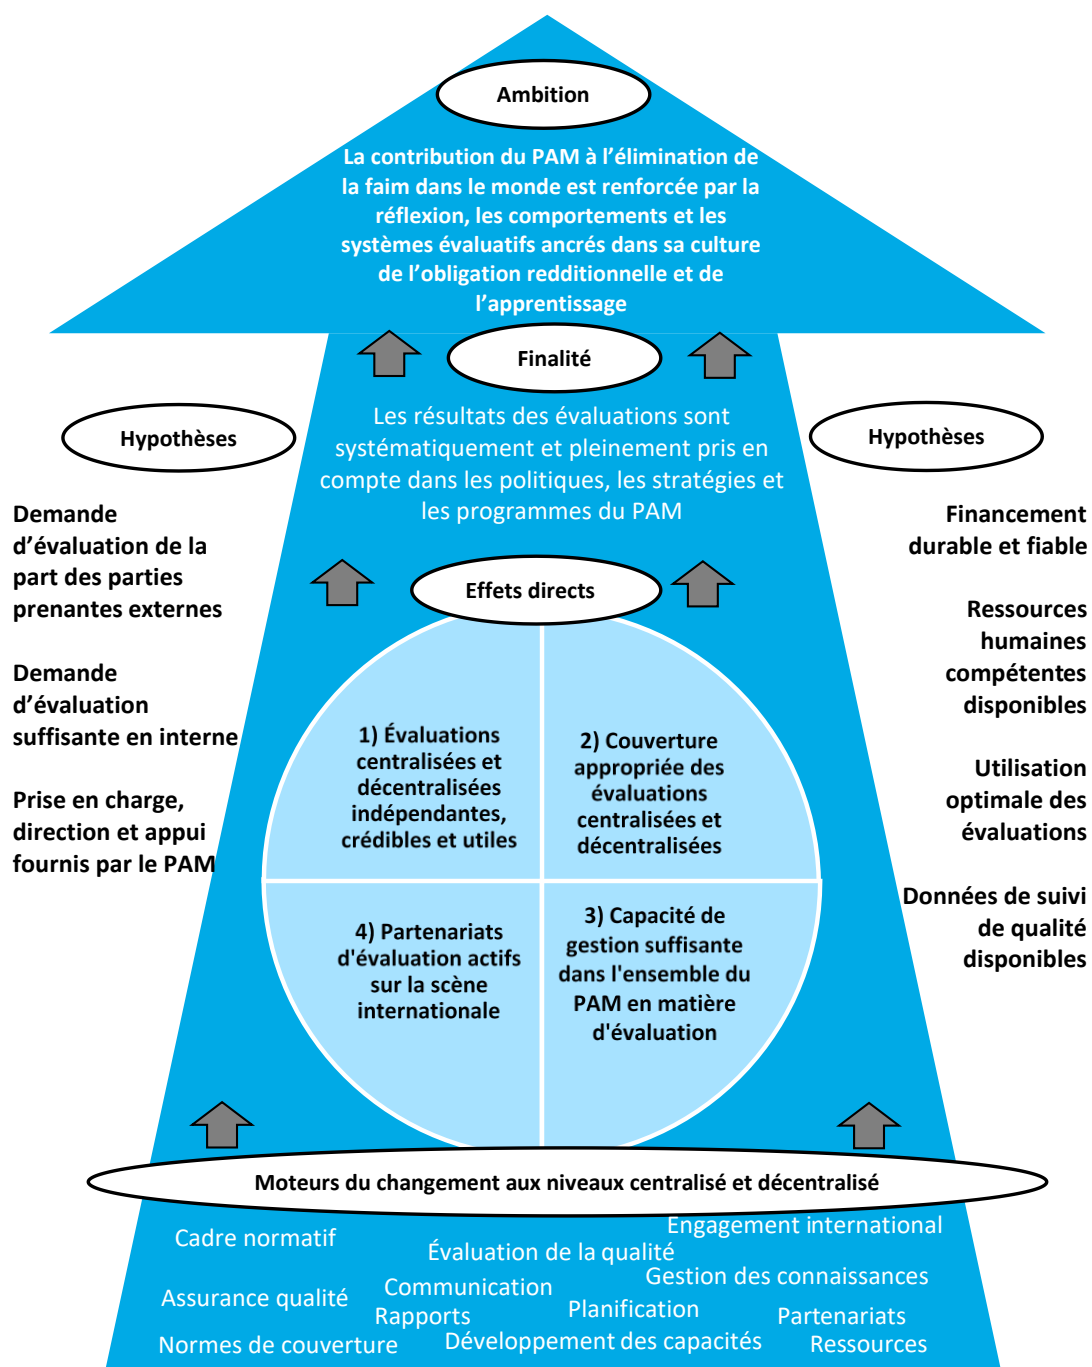 Ambition
La contribution du PAM à l’élimination de
la faim dans le monde est renforcée par la
réflexion, les comportements et les
systèmes évaluatifs ancrés dans sa culture
de l’obligation redditionnelle et de
l’apprentissage
Finalité
Les résultats des évaluations sont
systématiquement et pleinement pris en
compte dans les politiques, les stratégies et
les programmes du PAM
Hypothèses
Demande
d’évaluation de la
part des parties
prenantes externes
Demande
d’évaluation
suffisante en interne
Prise en charge,
direction et appui
fournis par le PAM
Hypothèses
Financement
durable et fiable
Ressources
humaines
compétentes
disponibles
Utilisation
optimale des
évaluations
Données de suivi
de qualité
disponibles
Effets directs
1) Évaluations
centralisées et
décentralisées
indépendantes,
crédibles et utiles
2) Couverture
appropriée des
évaluations
centralisées et
décentralisées
4) Partenariats
d'évaluation actifs
sur la scène
internationale
3) Capacité de
gestion suffisante
dans l'ensemble du
PAM en matière
d'évaluation
Moteurs du changement aux niveaux centralisé et décentralisé
Cadre normatif
Engagement international
Évaluation de la qualité
Gestion des connaissances
Communication
Assurance qualité
Planification
Rapports
Partenariats
Normes de couverture
Développement des capacités
Ressources